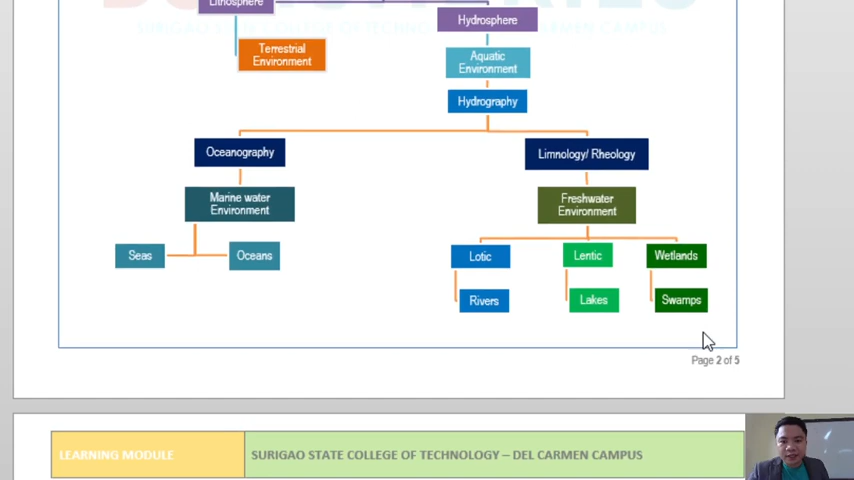 Lithosphere
Hydrosphere
Terrestrial
Environment
Aquatic
Environment
Hydrography
Oceanography
Limnology/ Rheology
Marine water
Environment
Freshwater
Environment
Seas
Oceans
Lotic
Lentic
Wetlands
Rivers
Lakes
Swamps
Page 2 of 5
LEARNING MODULE
SURIGAO STATE COLLEGE OF TECHNOLOGY – DEL CARMEN CAMPUS